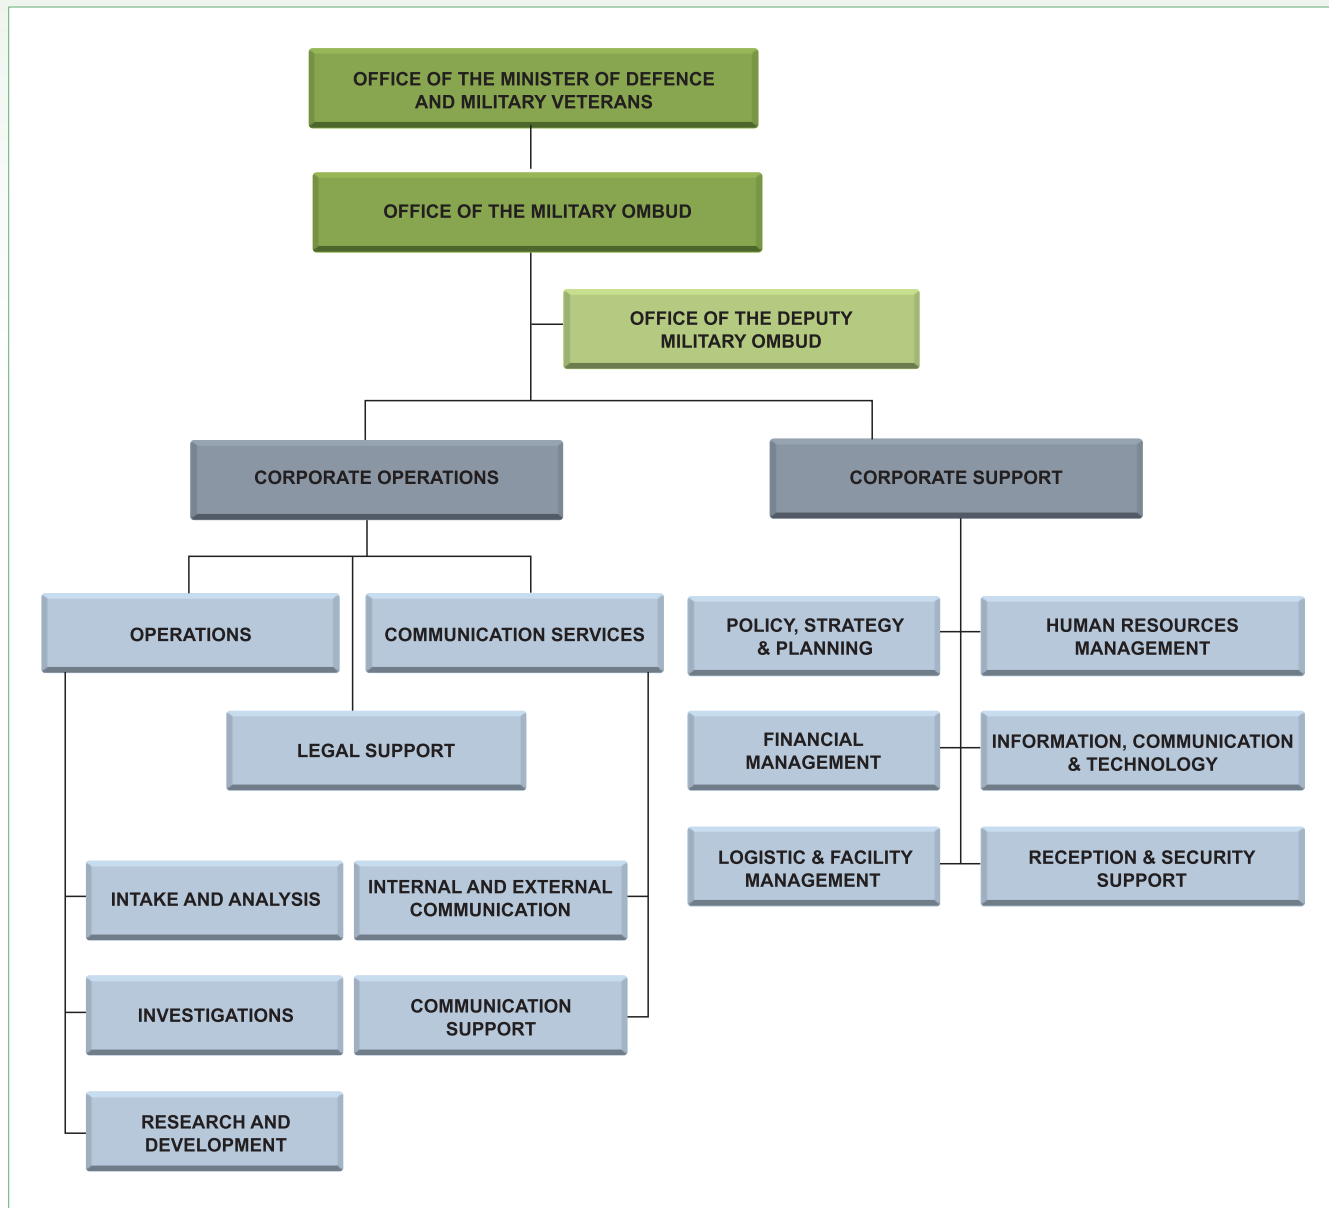 OFFICE OF THE MINISTER OF DEFENCE
AND MILITARY VETERANS
OFFICE OF THE MILITARY OMBUD
OFFICE OF THE DEPUTY
MILITARY OMBUD
CORPORATE OPERATIONS
CORPORATE SUPPORT
OPERATIONS
COMMUNICATION SERVICES
LEGAL SUPPORT
INTAKE AND ANALYSIS
INVESTIGATIONS
RESEARCH AND
DEVELOPMENT
INTERNAL AND EXTERNAL
COMMUNICATION
COMMUNICATION
SUPPORT
POLICY, STRATEGY
& PLANNING
HUMAN RESOURCES
MANAGEMENT
FINANCIAL
MANAGEMENT
INFORMATION, COMMUNICATION
& TECHNOLOGY
LOGISTIC & FACILITY
MANAGEMENT
RECEPTION & SECURITY
SUPPORT